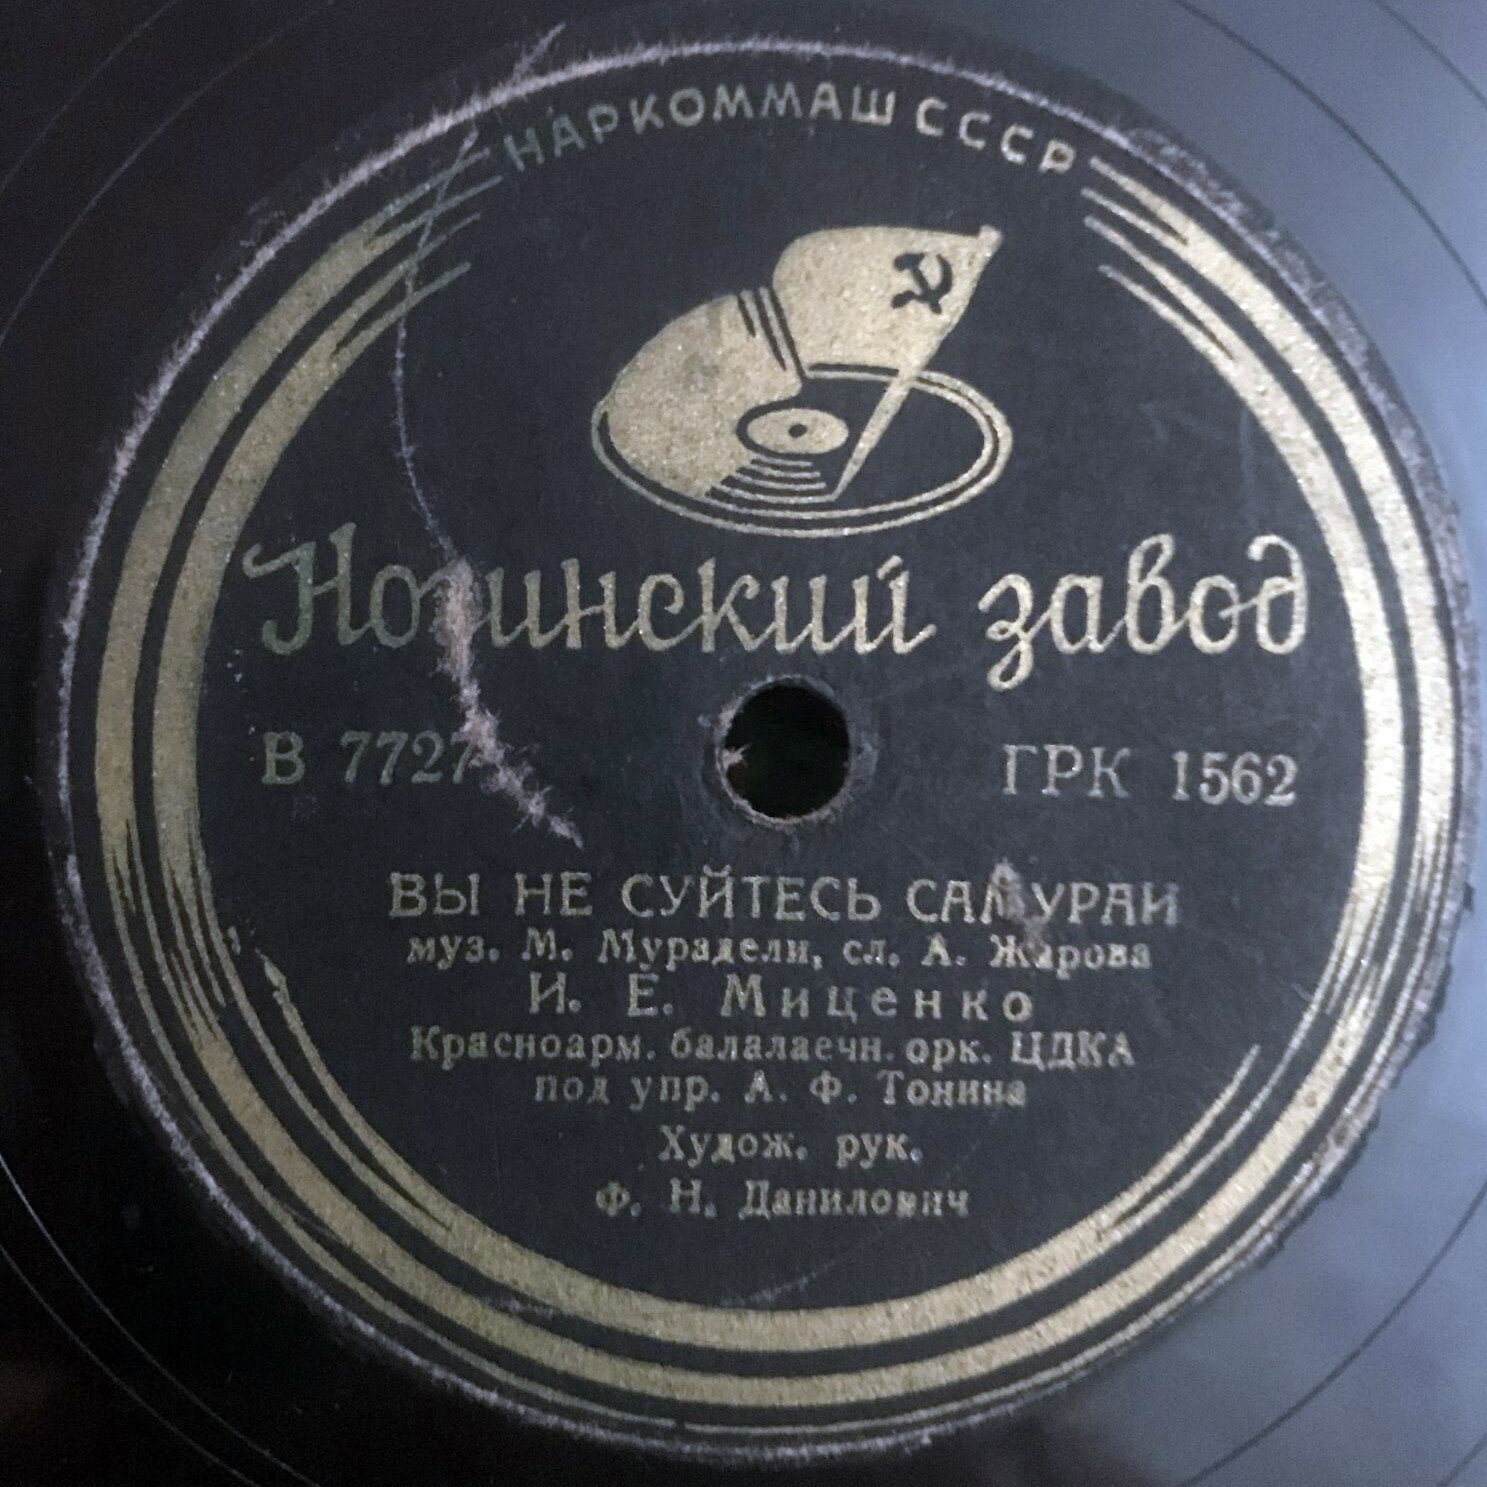 НАРКОММАШ СССР
Ногинский завод
В 7727 ГРК 1562
ВЫ НЕ СУЙТЕСЬ САМУРАИ
муз. М. Мурадели, сл. А. Жарова
И. Е. Миценко
Красноарм. балалаечн. орк. ЦДКА
под упр. А. Ф. Тонина
Худож. рук.
Ф. Н. Данилович